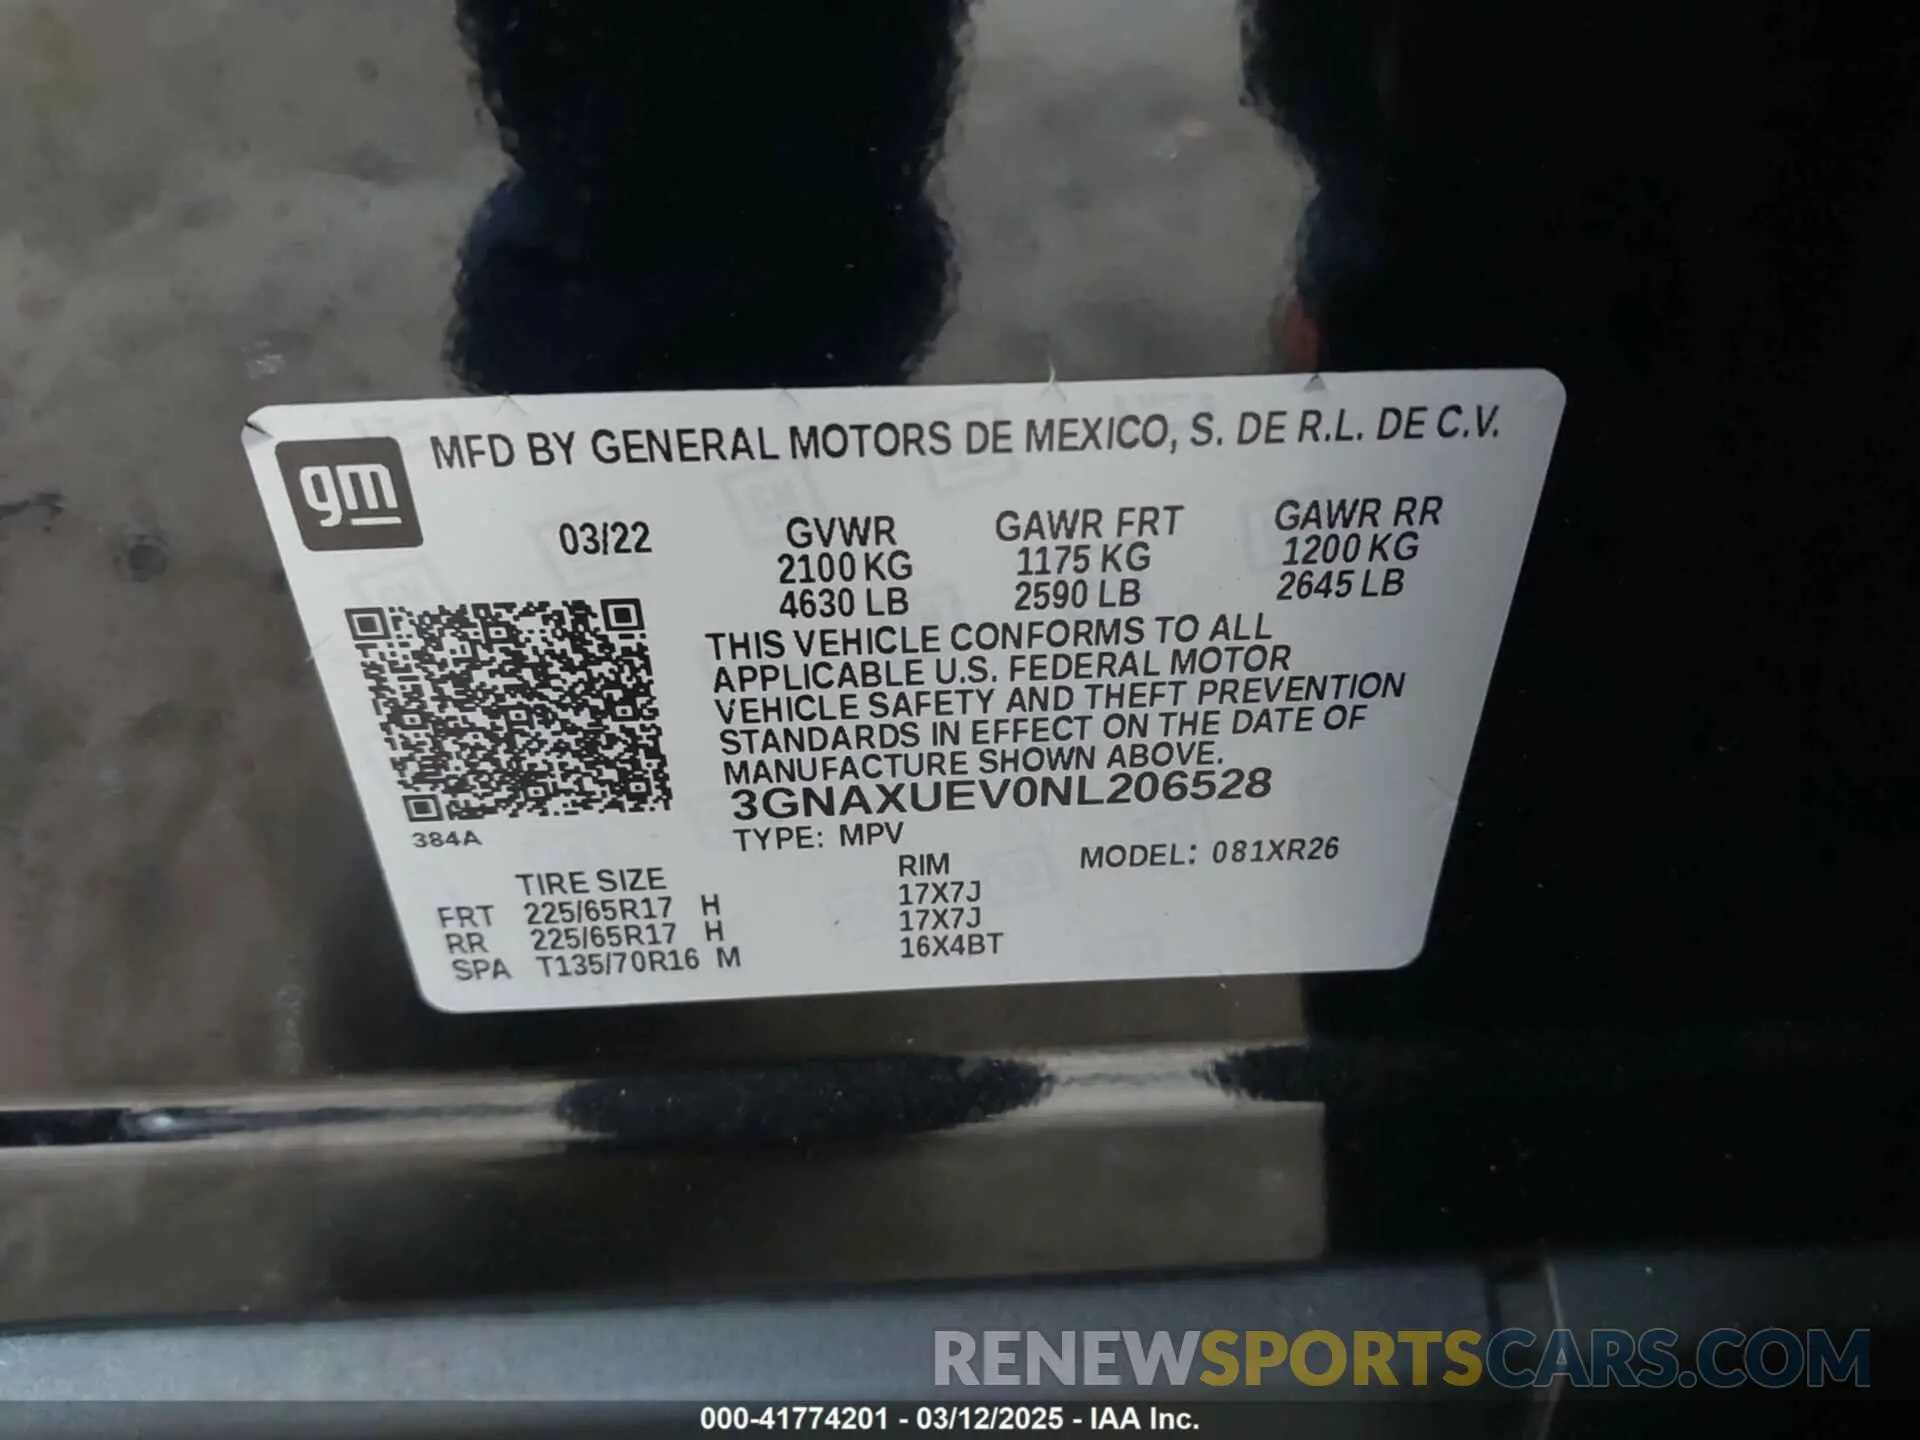 gm
MFD BY GENERAL MOTORS DE MEXICO, S. DE R.L. DE C.V.
03/22 GVWR GAWR FRT GAWR RR
2100 KG 1175 KG 1200 KG
4630 LB 2590 LB 2645 LB
THIS VEHICLE CONFORMS TO ALL
APPLICABLE U.S. FEDERAL MOTOR
VEHICLE SAFETY AND THEFT PREVENTION
STANDARDS IN EFFECT ON THE DATE OF
MANUFACTURE SHOWN ABOVE.
3GNAXUEV0NL206528
384A
TYPE: MPV
MODEL: 081XR26
TIRE SIZE RIM
FRT 225/65R17 H 17X7J
RR 225/65R17 H 17X7J
SPA T135/70R16 M 16X4BT
RENEWSPORTSCARS.COM
000-41774201 - 03/12/2025 - IAA Inc.